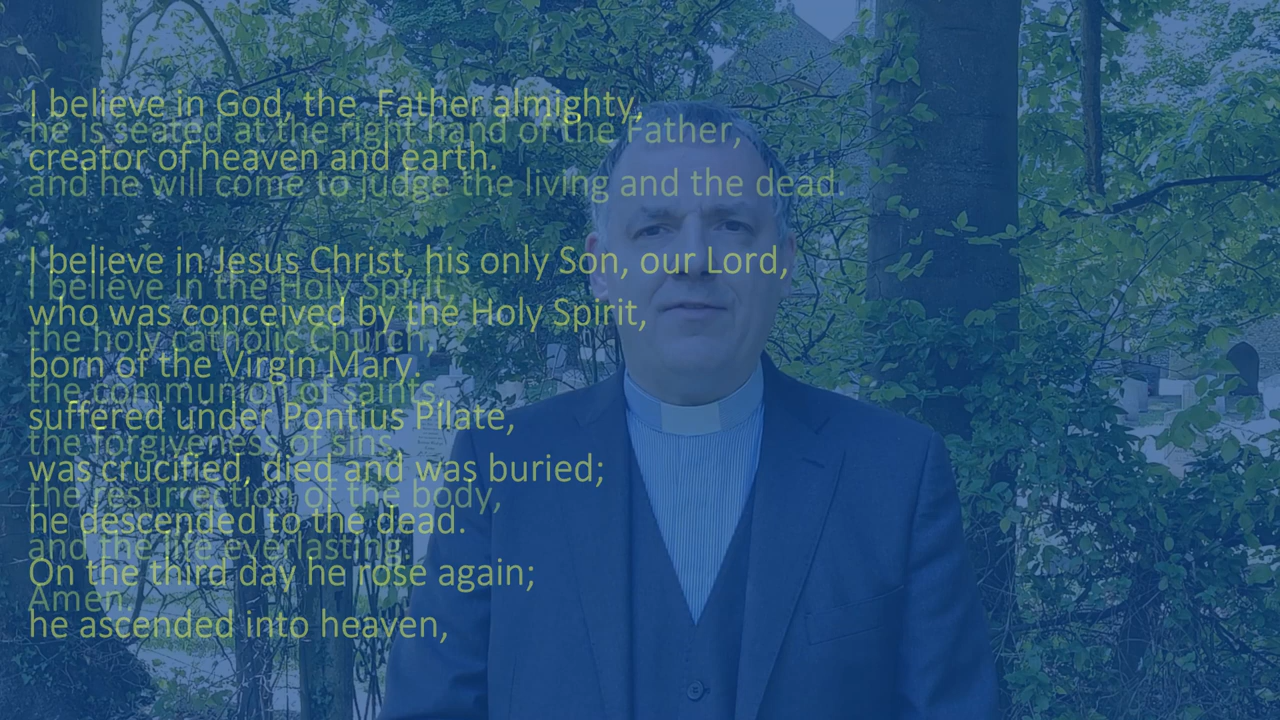 I believe in God, the Father almighty,
he is seated at the right hand of the Father,
creator of heaven and earth.
and he will come to judge the living and the dead.
I believe in Jesus Christ, his only Son, our Lord,
I believe in the Holy Spirit,
who was conceived by the Holy Spirit,
the holy catholic Church,
born of the Virgin Mary.
the communion of saints,
suffered under Pontius Pilate,
the forgiveness of sins,
was crucified, died and was buried;
the resurrection of the body,
he descended to the dead.
and the life everlasting.
On the third day he rose again;
Amen.
he ascended into heaven,